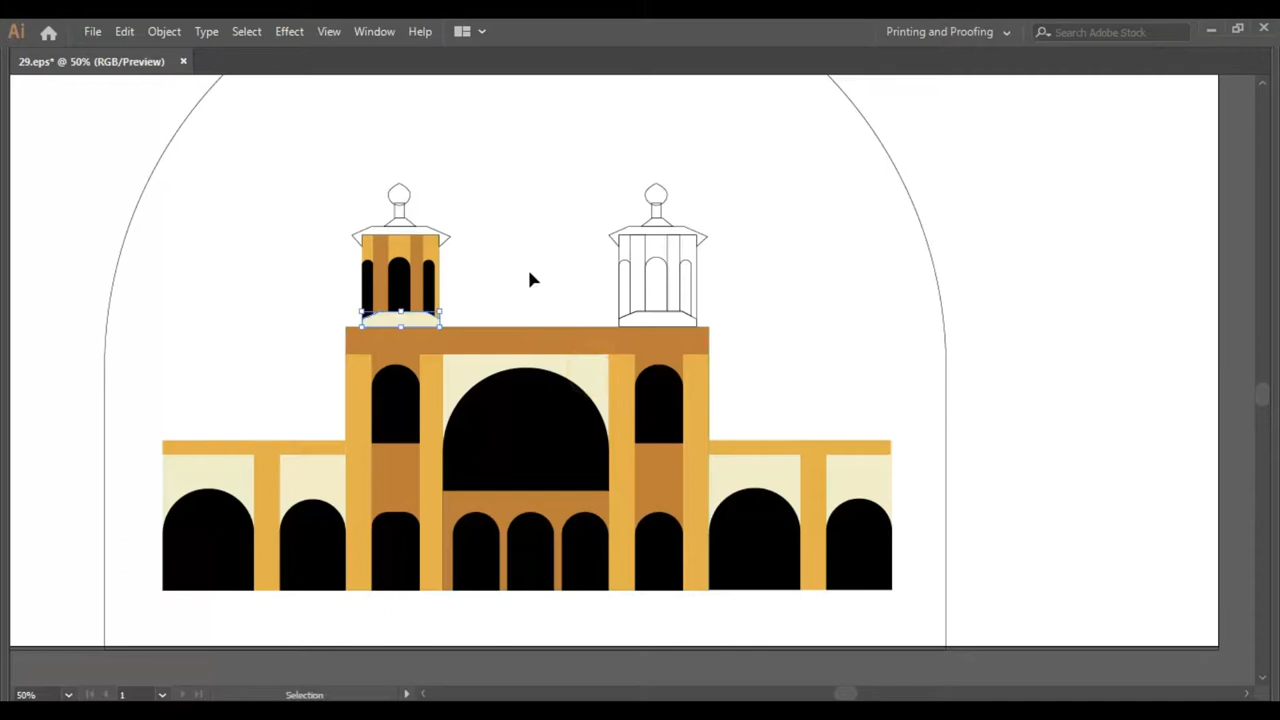 Ai File Edit Object Type Select Effect View Window Help Printing and Proofing Search Adobe Stock
29.eps* @ 50% (RGB/Preview) ×
50% 1 Selection